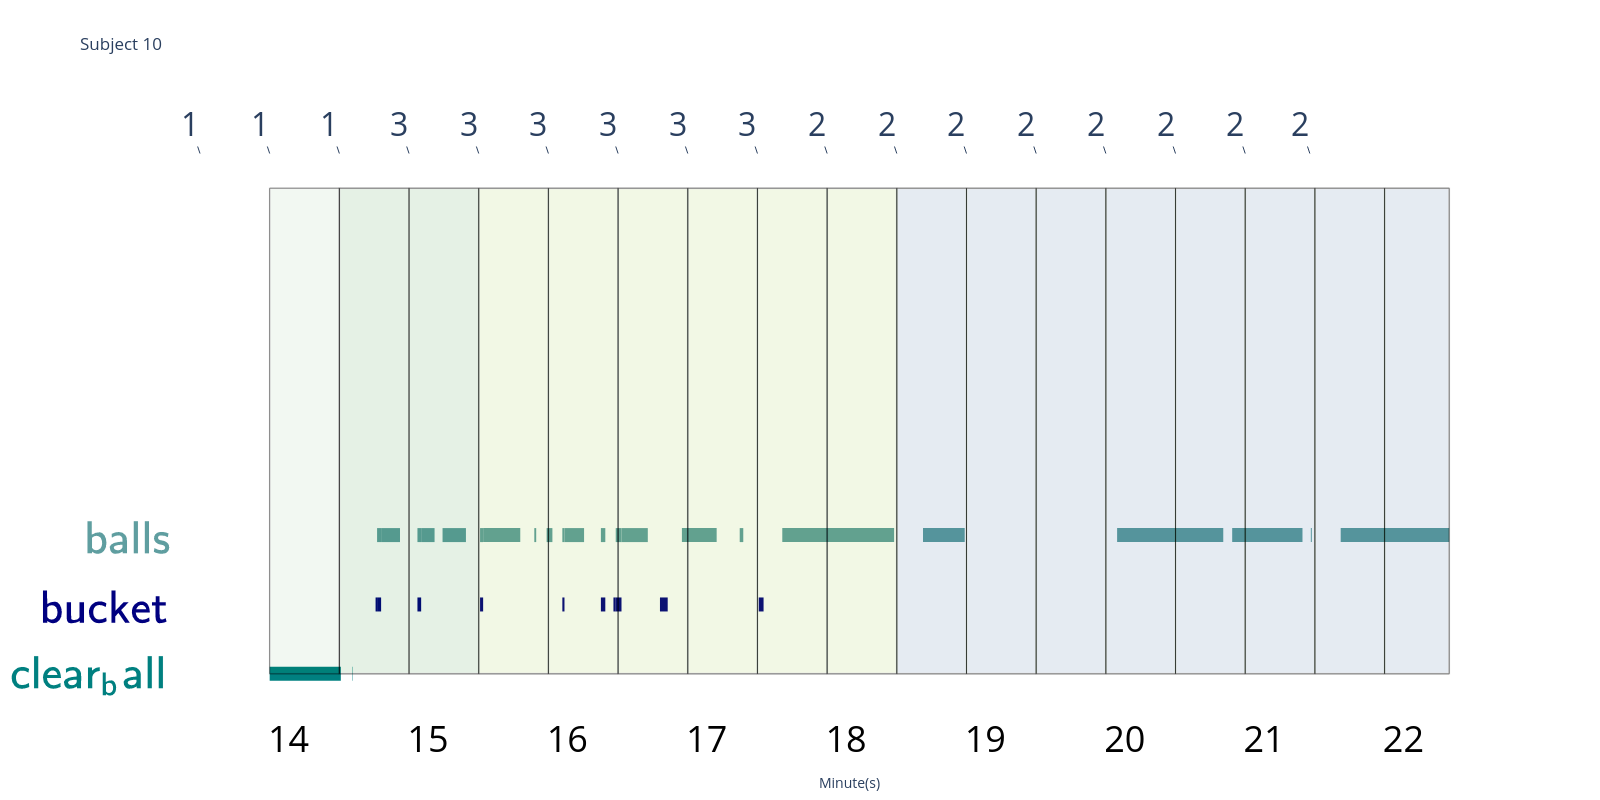 Subject 10
1 1 1 3 3 3 3 3 3 2 2 2 2 2 2 2 2
balls
bucket
clear_b all
14 15 16 17 18 19 20 21 22
Minute(s)